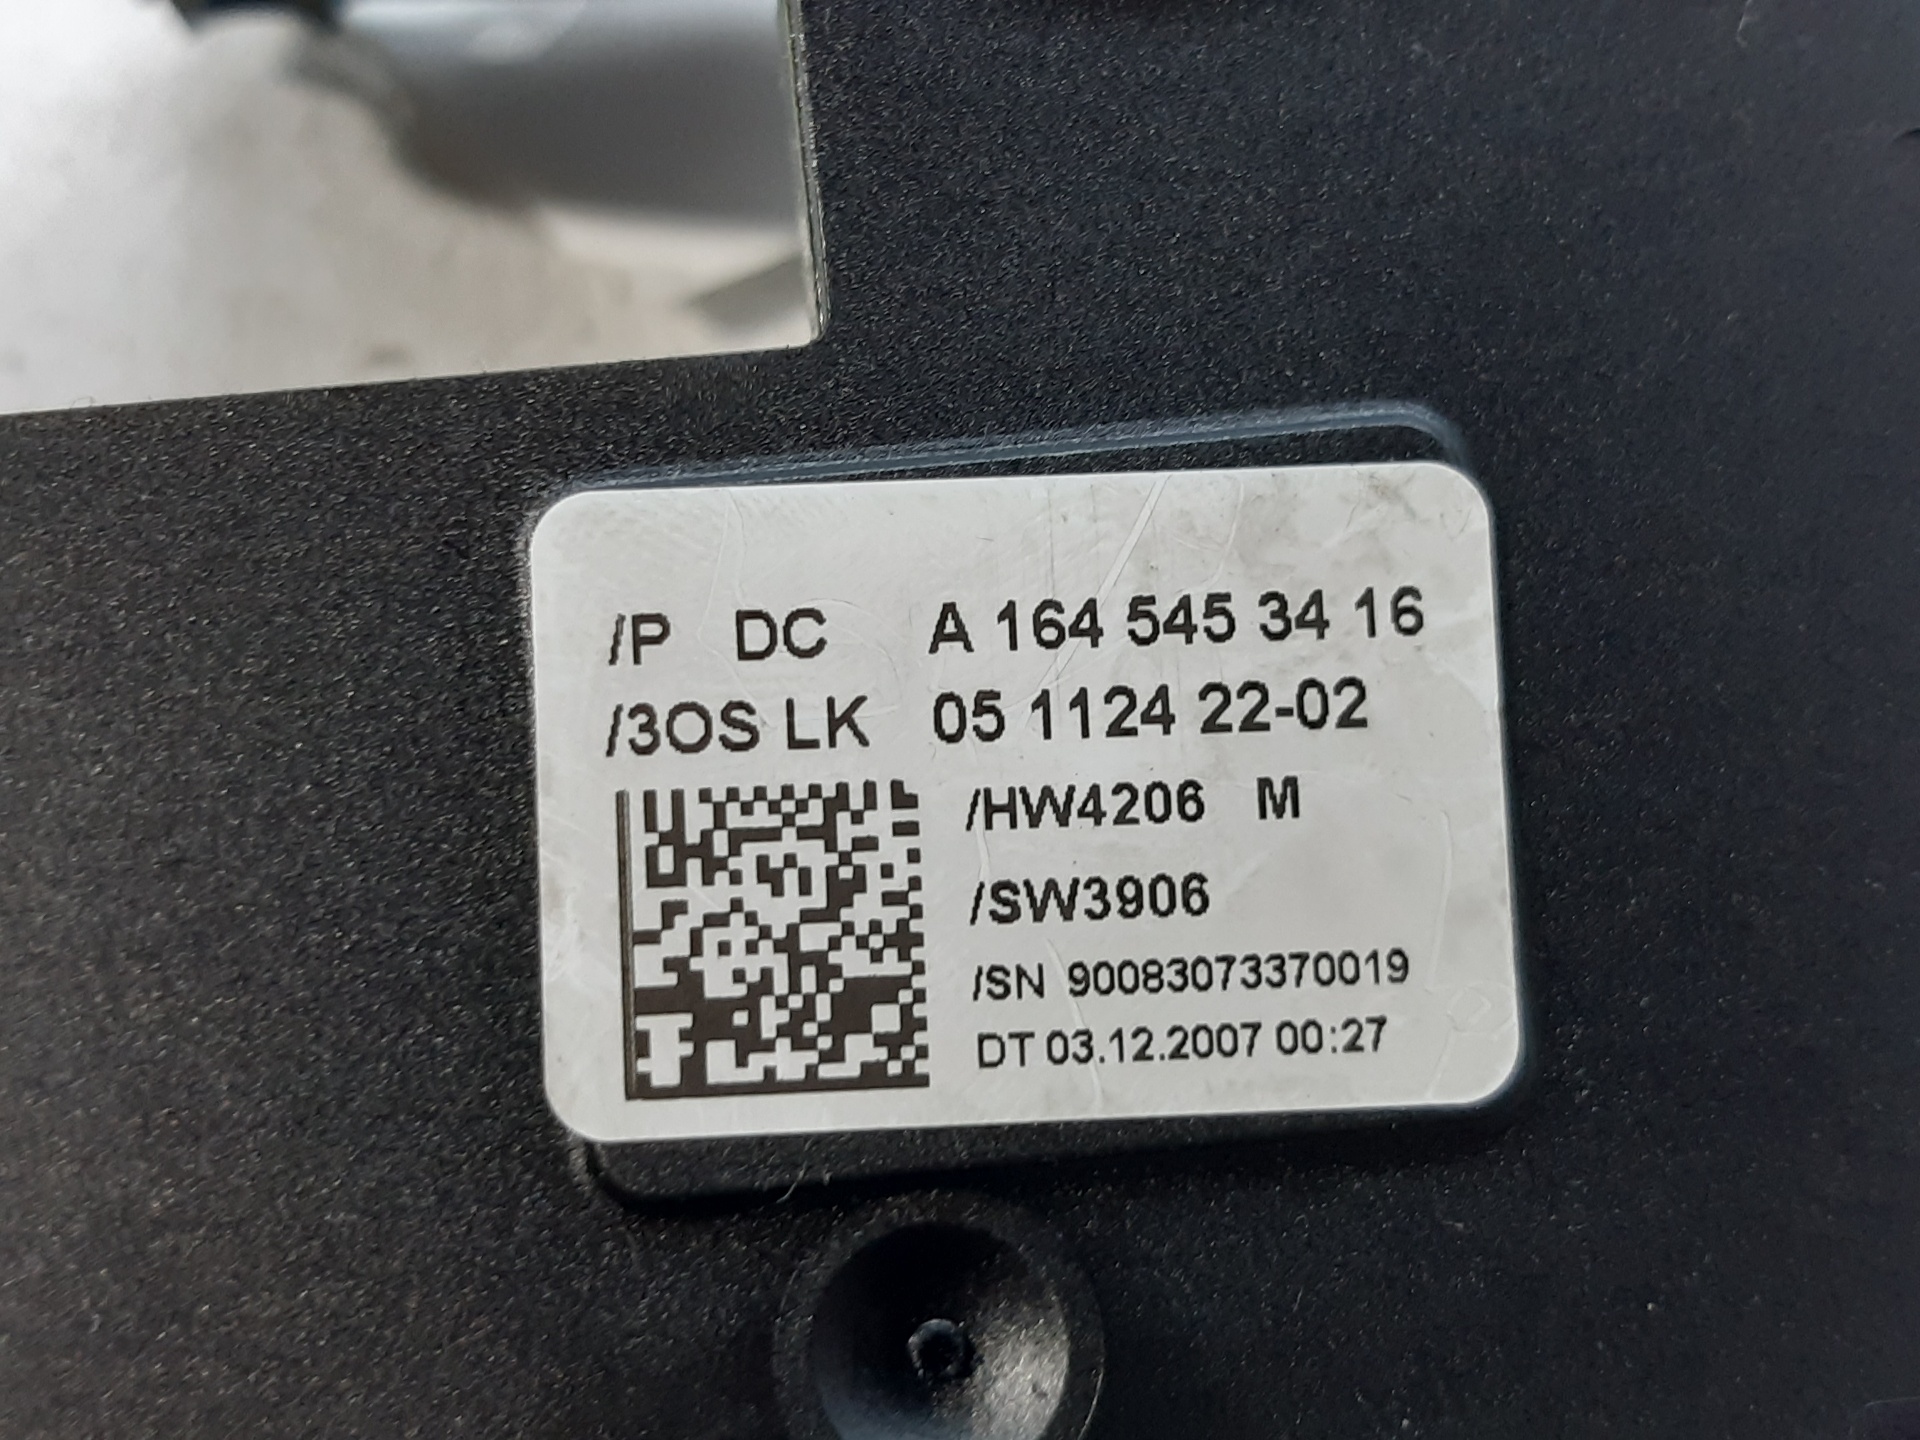 /P DC A 164 545 34 16
/3OS LK 05 1124 22-02
/HW4206 M
/SW3906
/SN 90083073370019
DT 03.12.2007 00:27